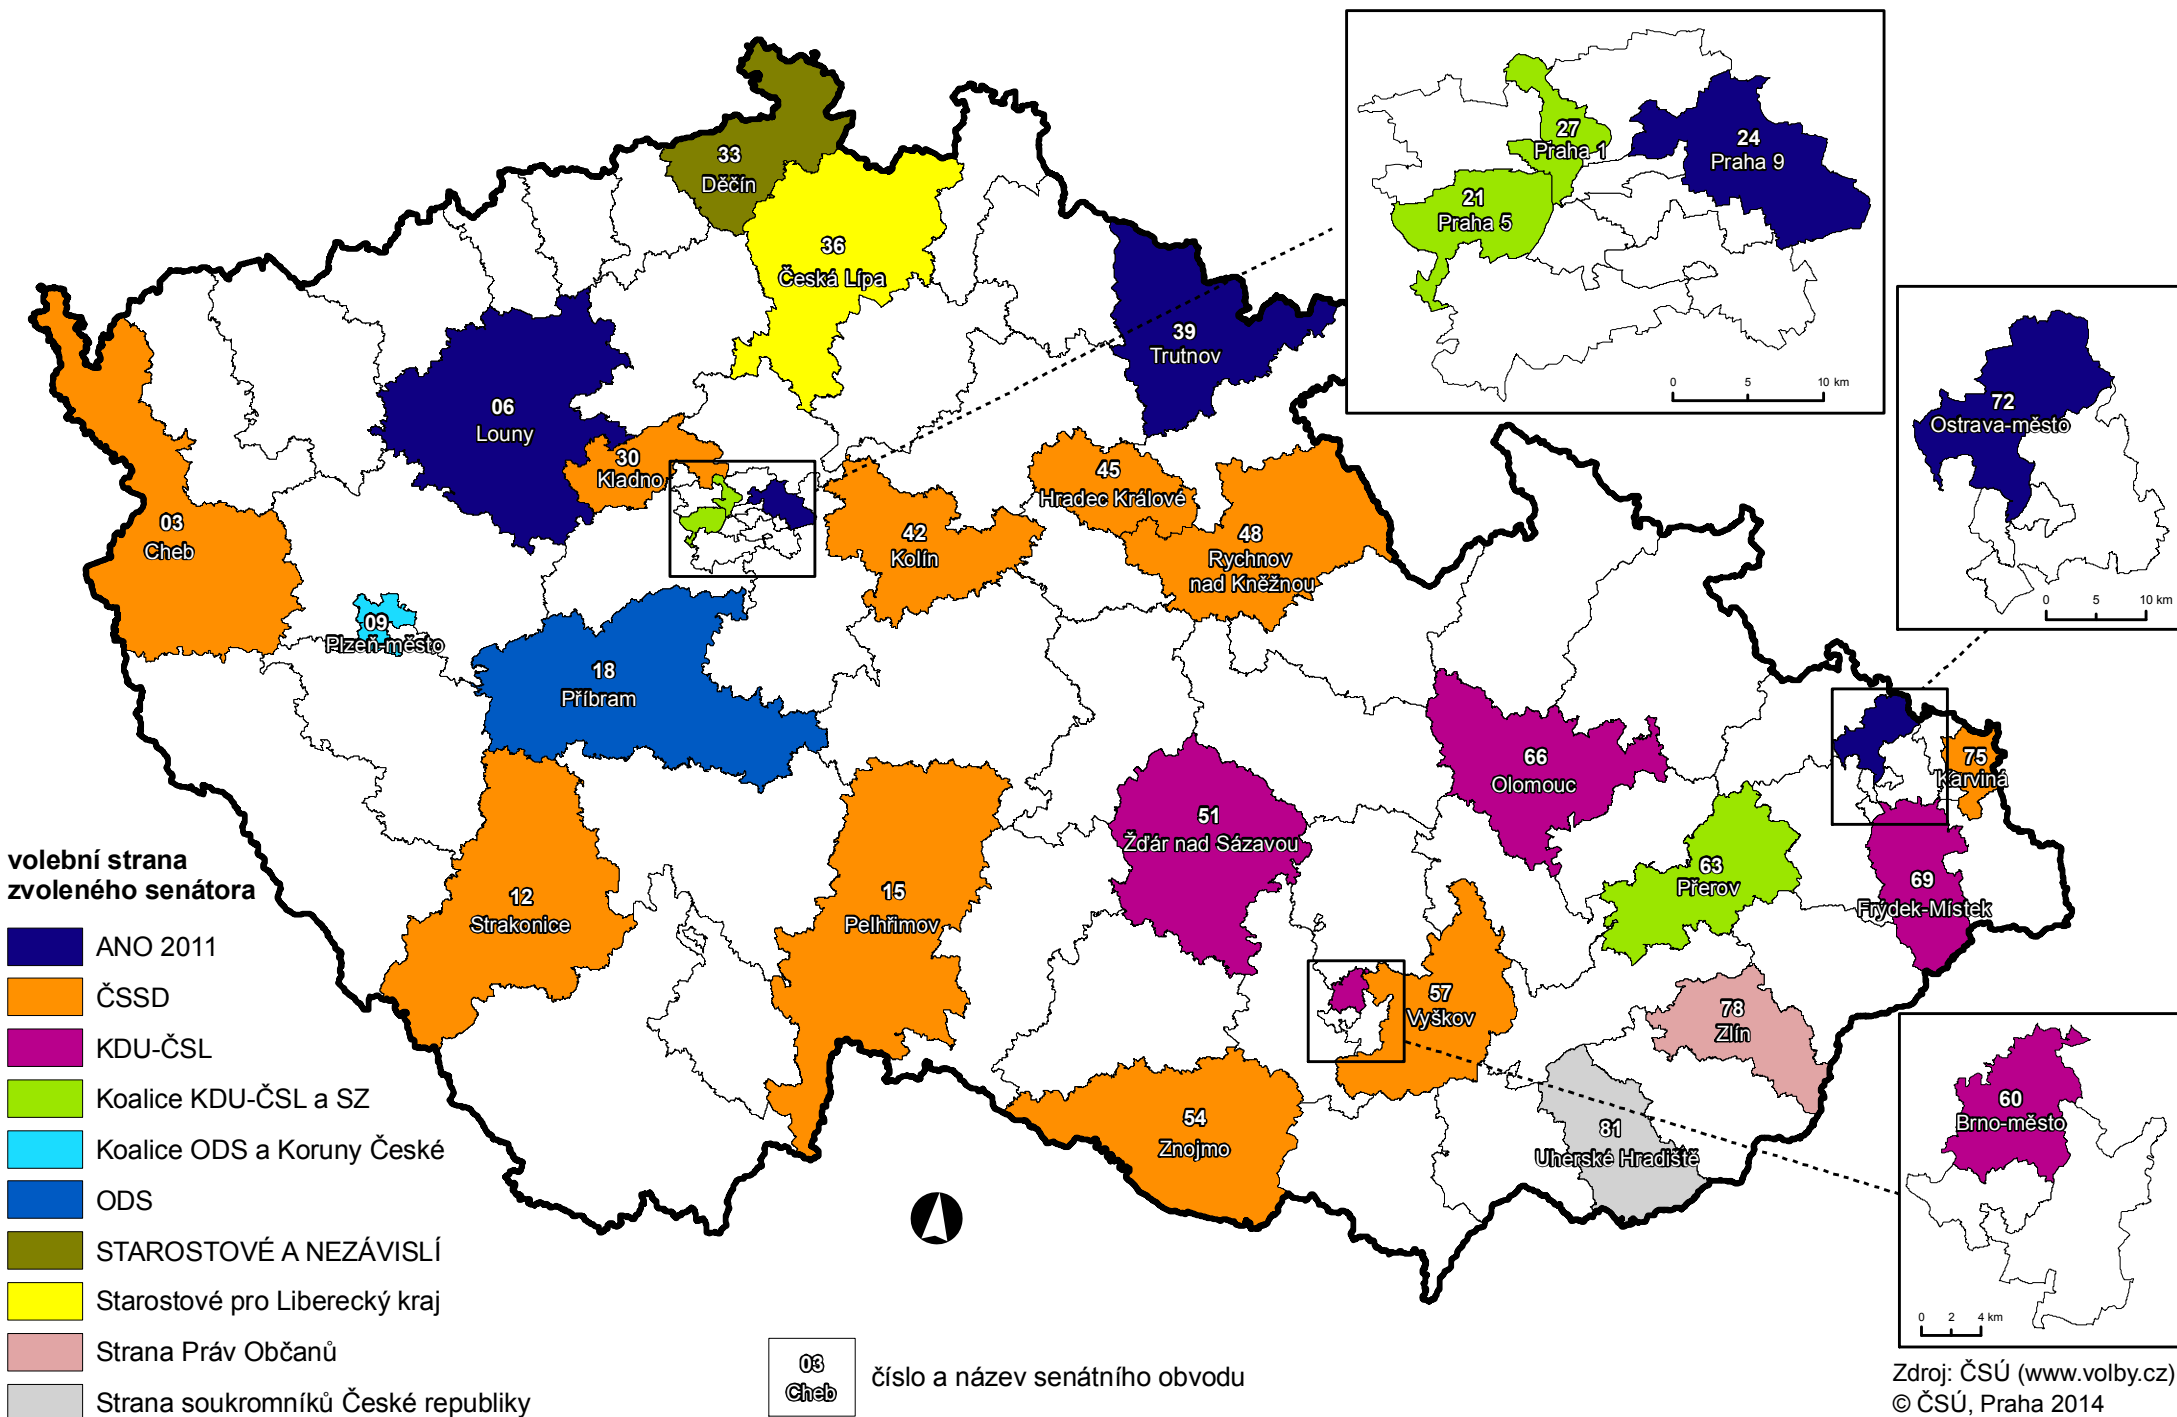 27
Praha 1
24
Praha 9
21
Praha 5
0 5 10 km
33
Děčín
36
Česká Lípa
39
Trutnov
72
Ostrava-město
0 5 10 km
06
Louny
30
Kladno
45
Hradec Králové
03
Cheb
42
Kolín
48
Rychnov
nad Kněžnou
09
Plzeň-město
18
Příbram
66
Olomouc
75
Karviná
51
Žďár nad Sázavou
63
Přerov
69
Frýdek-Místek
12
Strakonice
15
Pelhřimov
57
Vyškov
78
Zlín
54
Znojmo
81
Uherské Hradiště
60
Brno-město
0 2 4 km
volební strana
zvoleného senátora
ANO 2011
ČSSD
KDU-ČSL
Koalice KDU-ČSL a SZ
Koalice ODS a Koruny České
ODS
STAROSTOVÉ A NEZÁVISLÍ
Starostové pro Liberecký kraj
Strana Práv Občanů
Strana soukromníků České republiky
03
Cheb
číslo a název senátního obvodu
Zdroj: ČSÚ (www.volby.cz)
© ČSÚ, Praha 2014